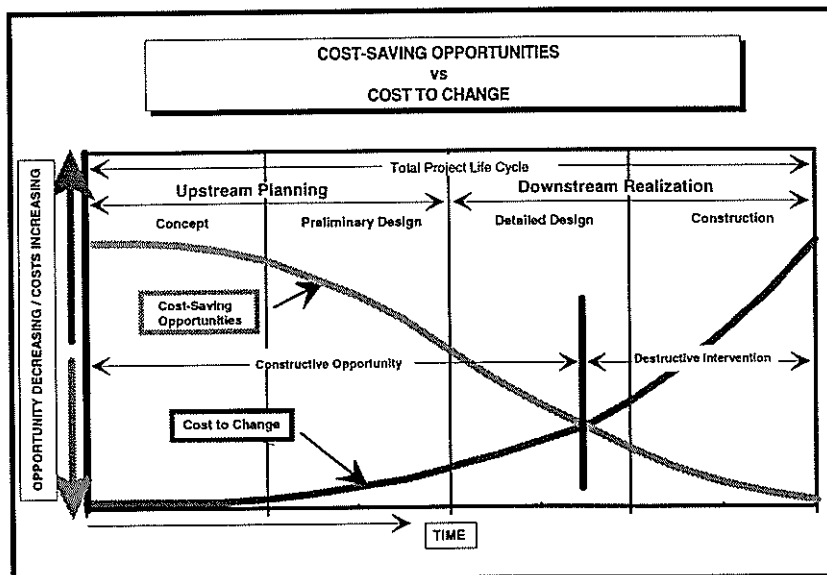 COST-SAVING OPPORTUNITIES
vs
COST TO CHANGE
OPPORTUNITY DECREASING / COSTS INCREASING
Total Project Life Cycle
Upstream Planning
Downstream Realization
Concept
Preliminary Design
Detailed Design
Construction
Cost-Saving
Opportunities
Constructive Opportunity
Destructive Intervention
Cost to Change
TIME